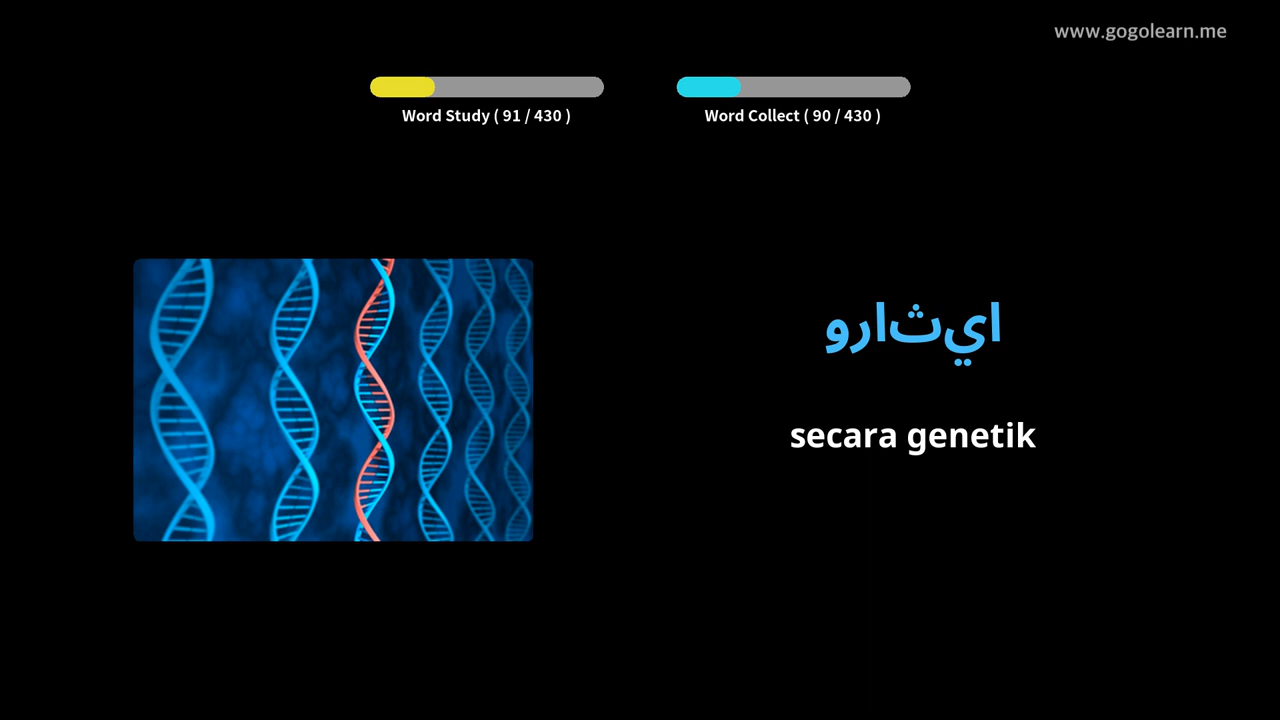 www.gogolearn.me
Word Study ( 91 / 430 )
Word Collect ( 90 / 430 )
ايثارو
secara genetik